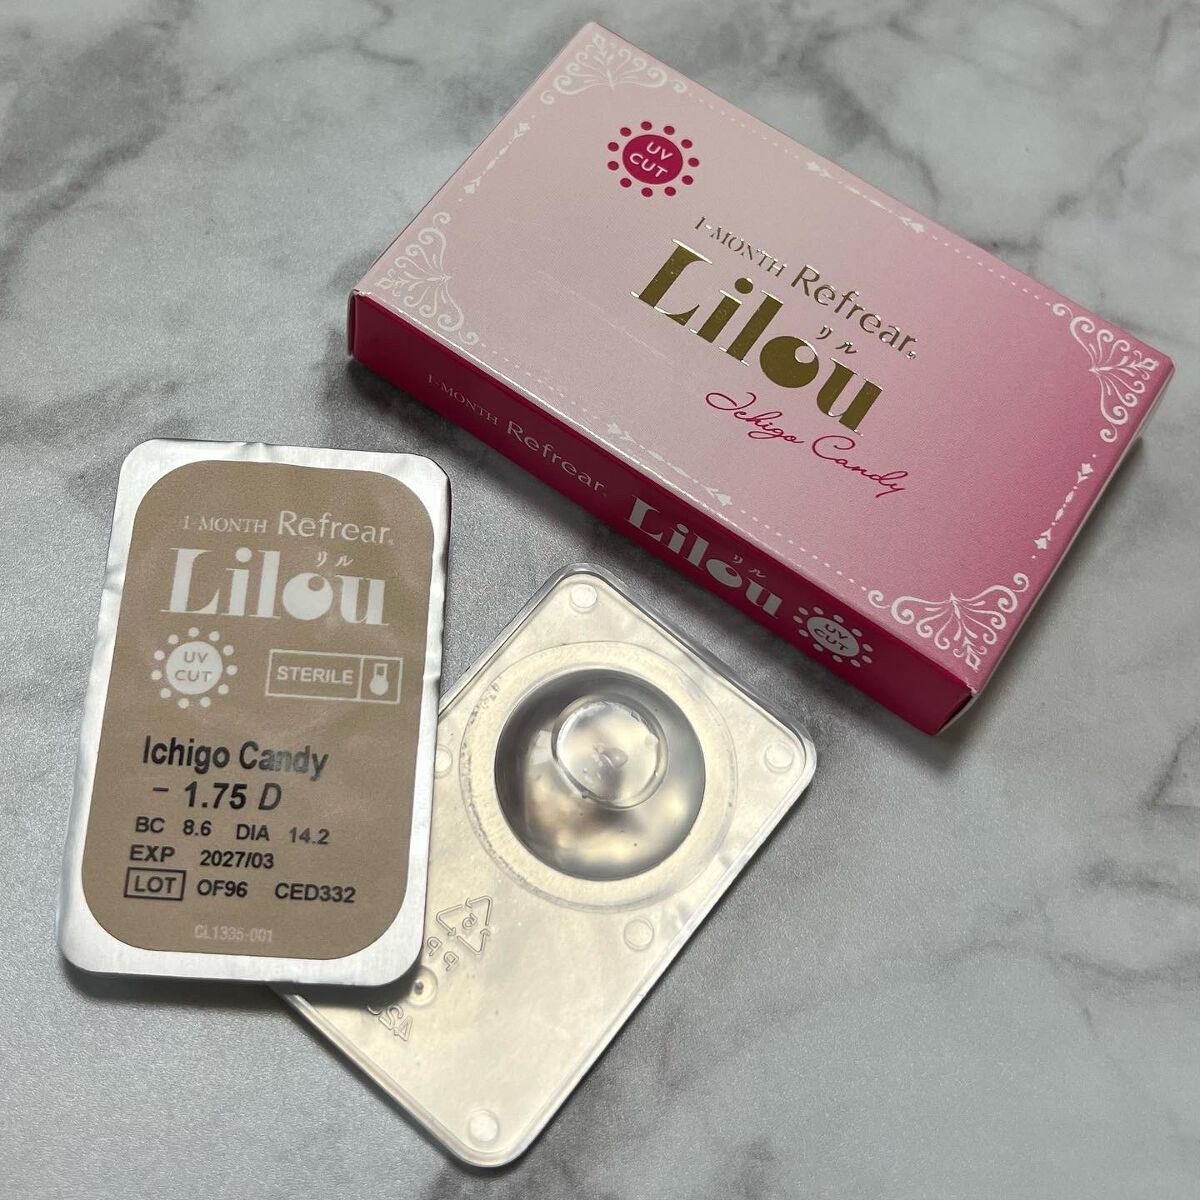 UV
CUT
1-MONTH Refrear®
Lilou
リル
Ichigo Candy
1-MONTH Refrear®
Lilou
リル
UV
CUT
1-MONTH Refrear®
リル
Lilou
UV
CUT
STERILE
Ichigo Candy
- 1.75 D
BC 8.6 DIA 14.2
EXP 2027/03
LOT OF96 CED332
CL1335-001
PP